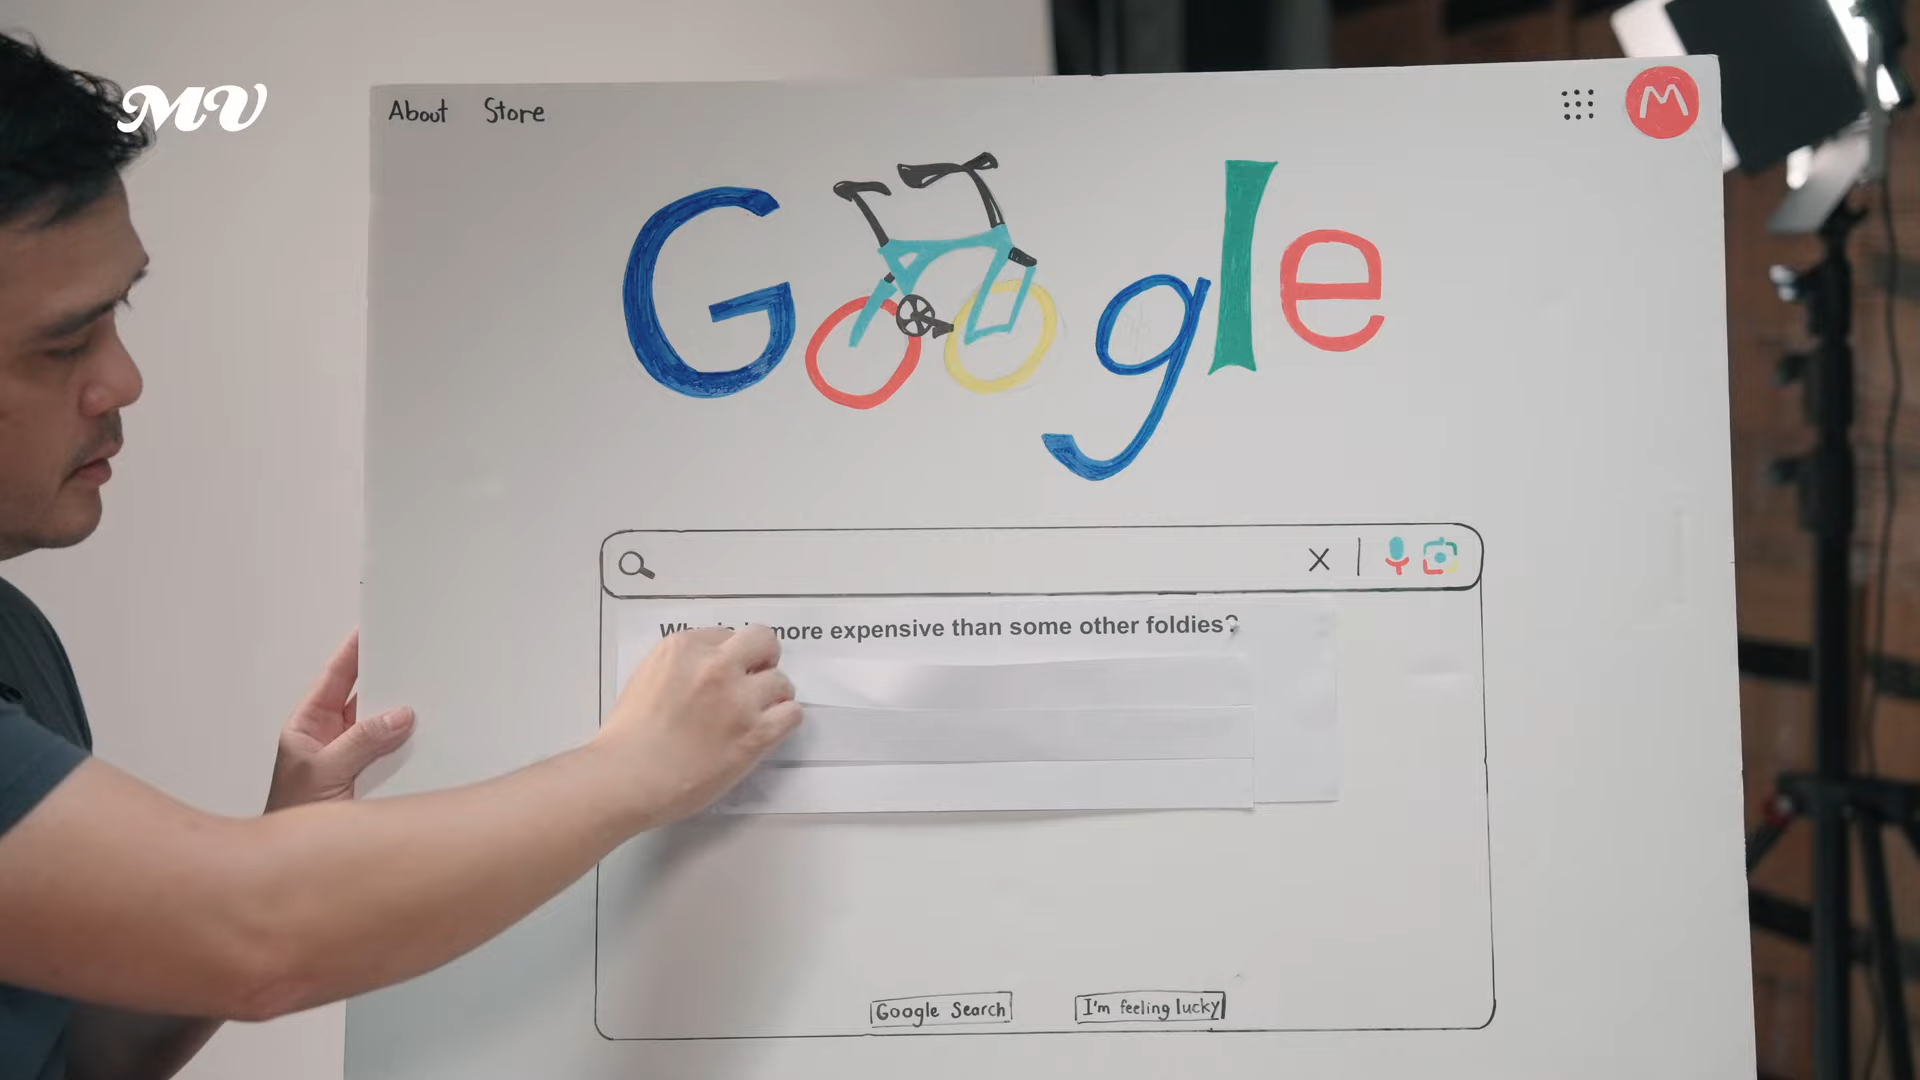 MV
About Store
M
Google
X
more expensive than some other foldies?
Google Search I'm feeling lucky